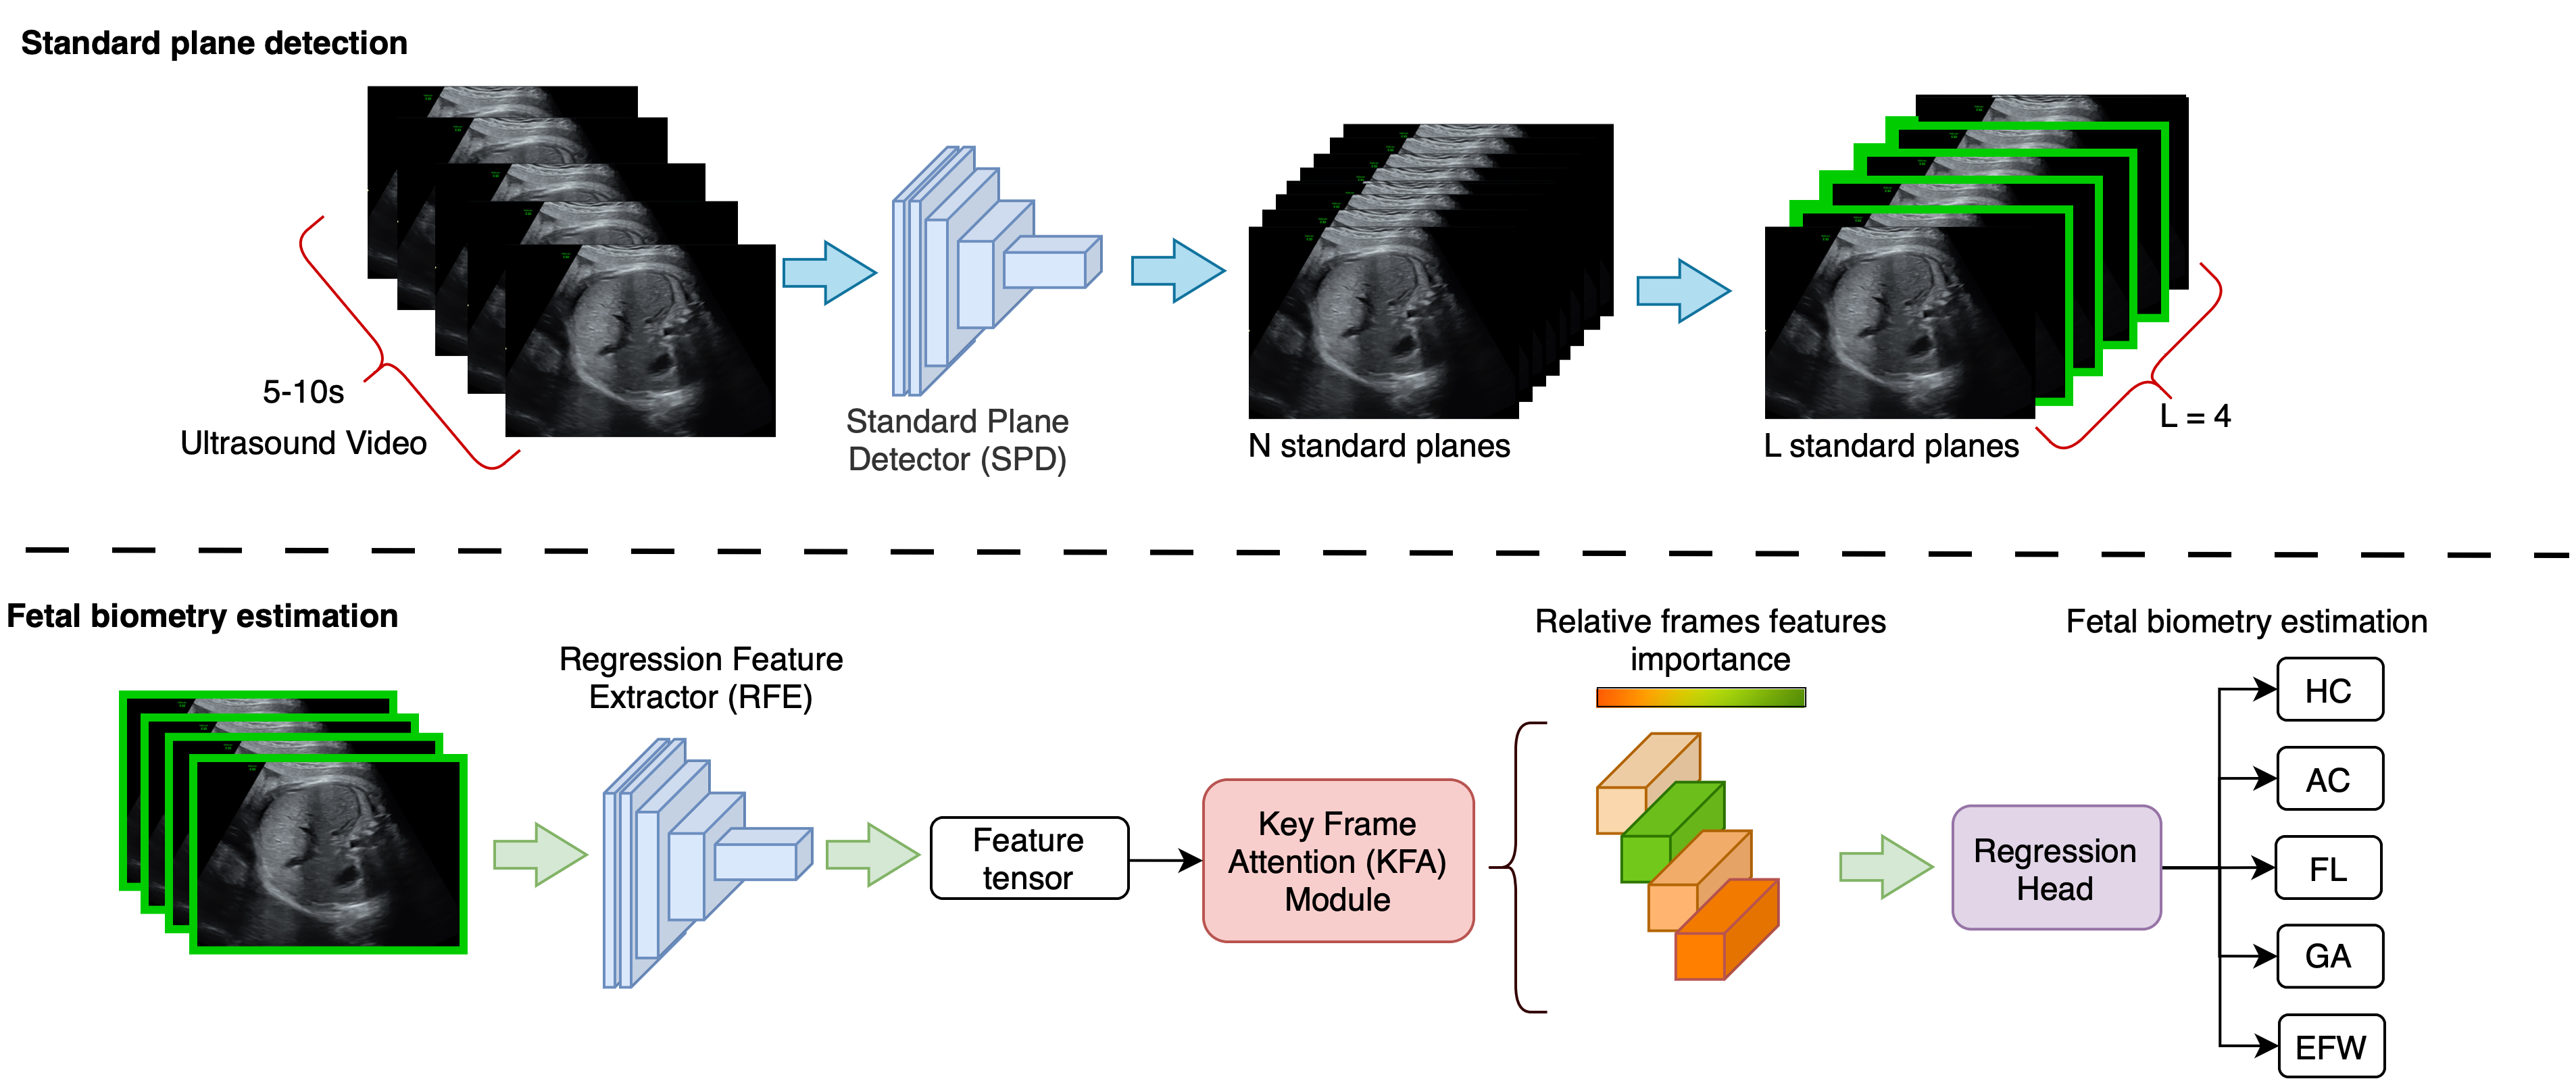 Standard plane detection
5-10s
Ultrasound Video
Standard Plane
Detector (SPD)
N standard planes
L standard planes
L = 4
Fetal biometry estimation
Regression Feature
Extractor (RFE)
Feature
tensor
Key Frame
Attention (KFA)
Module
Relative frames features
importance
Regression
Head
Fetal biometry estimation
HC
AC
FL
GA
EFW